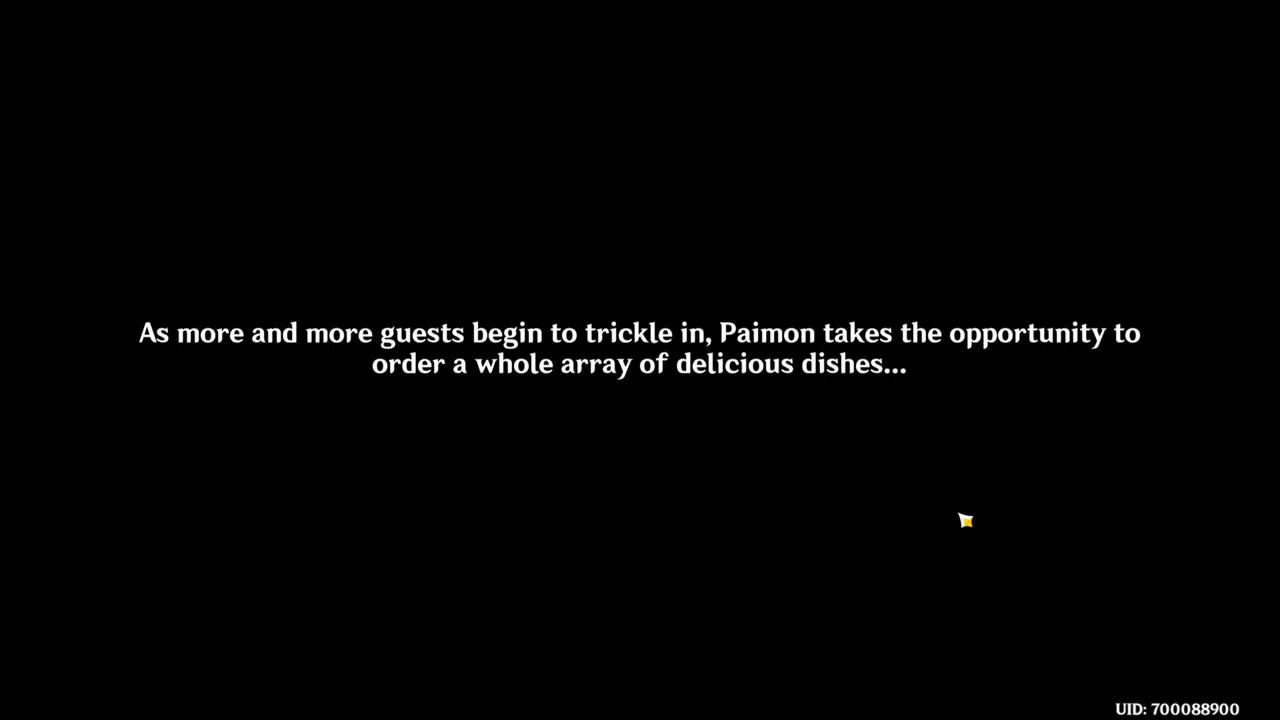 As more and more guests begin to trickle in, Paimon takes the opportunity to
order a whole array of delicious dishes...
UID: 700088900